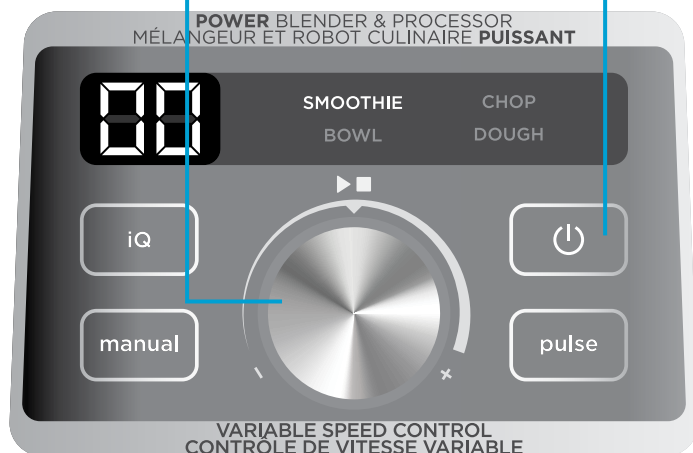 POWER BLENDER & PROCESSOR
MÉLANGEUR ET ROBOT CULINAIRE PUISSANT
00
SMOOTHIE CHOP
BOWL DOUGH
iQ
manual pulse
- +
VARIABLE SPEED CONTROL
CONTRÔLE DE VITESSE VARIABLE